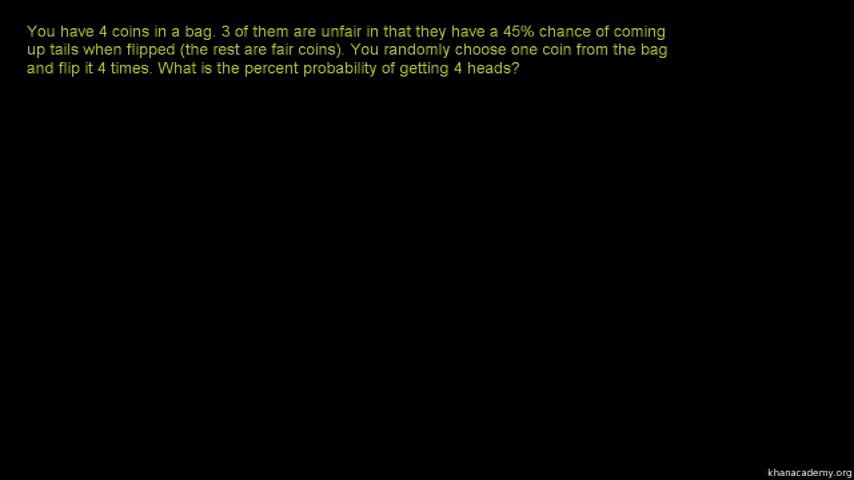 You have 4 coins in a bag. 3 of them are unfair in that they have a 45% chance of coming
up tails when flipped (the rest are fair coins). You randomly choose one coin from the bag
and flip it 4 times. What is the percent probability of getting 4 heads?
khanacademy.org